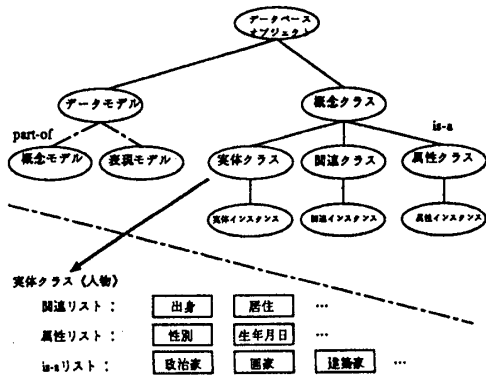 データベース
オブジェクト
データモデル
概念クラス
part-of
is-a
概念モデル
表現モデル
実体クラス
関連クラス
属性クラス
実体インスタンス
関連インスタンス
属性インスタンス
実体クラス《人物》
関連リスト： 出身 居住 …
属性リスト： 性別 生年月日 …
is-aリスト： 政治家 画家 建築家 …